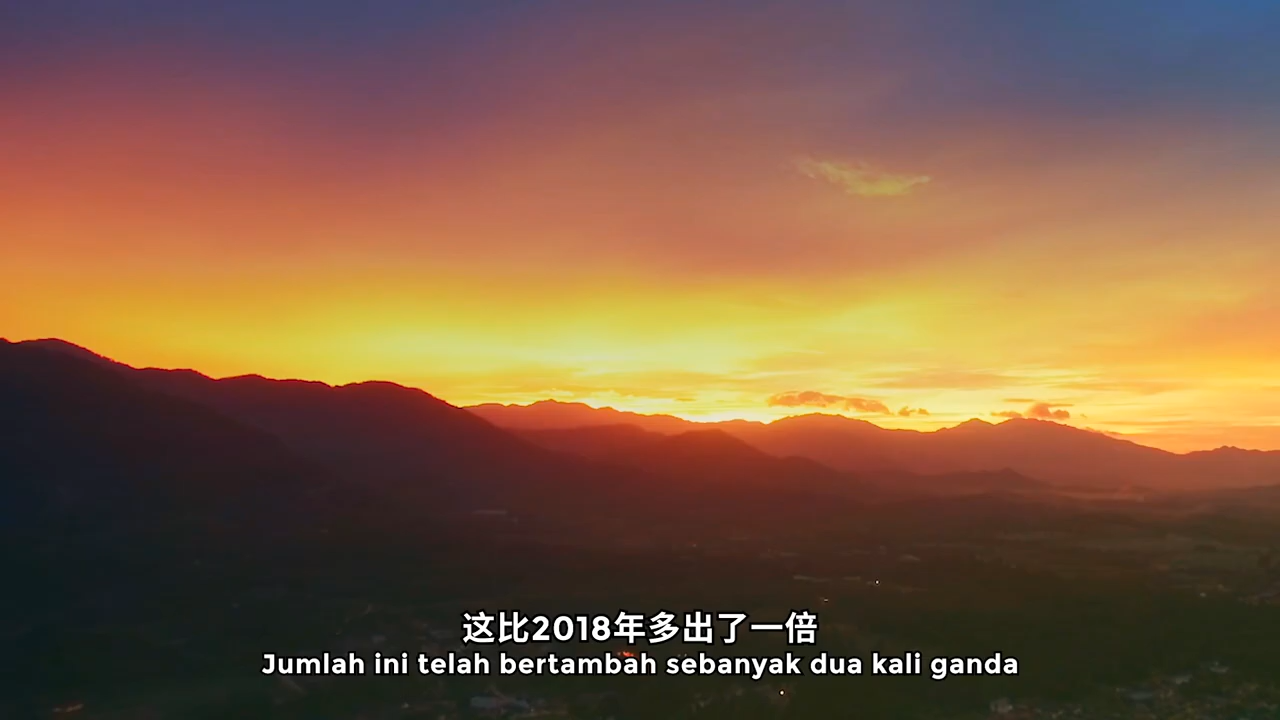 这比2018年多出了一倍
Jumlah ini telah bertambah sebanyak dua kali ganda